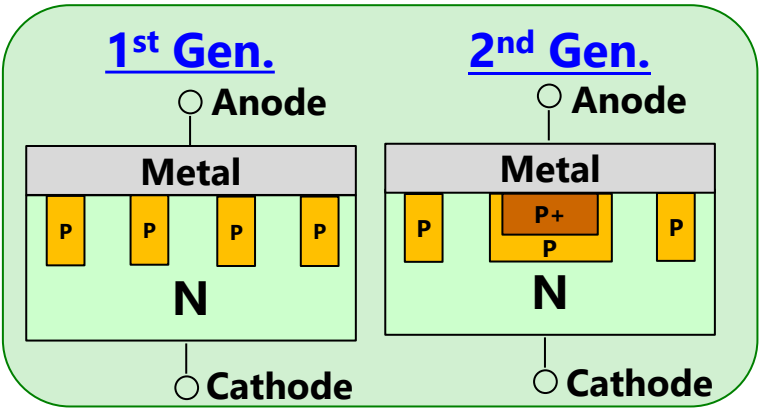 1st Gen.
Anode
Metal
P P P P
N
Cathode
2nd Gen.
Anode
Metal
P+
P P P
N
Cathode